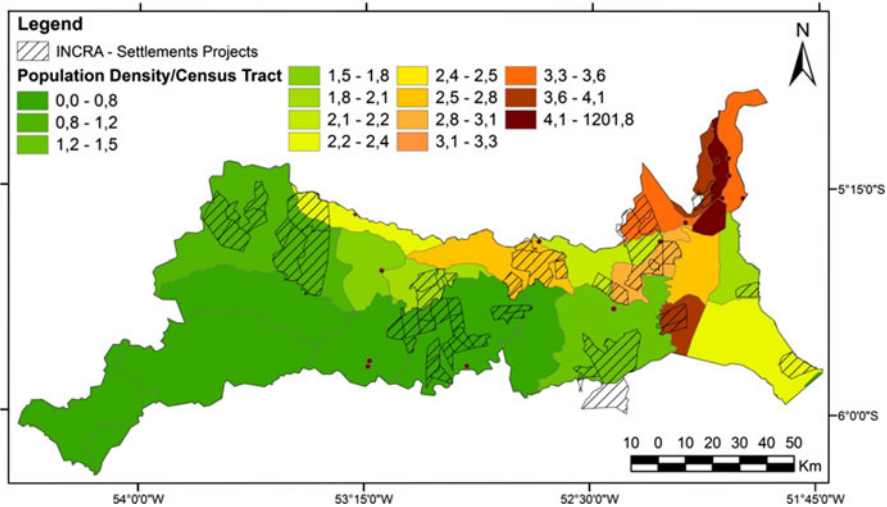 Legend
INCRA - Settlements Projects
Population Density/Census Tract
0,0 - 0,8
0,8 - 1,2
1,2 - 1,5
1,5 - 1,8
1,8 - 2,1
2,1 - 2,2
2,2 - 2,4
2,4 - 2,5
2,5 - 2,8
2,8 - 3,1
3,1 - 3,3
3,3 - 3,6
3,6 - 4,1
4,1 - 1201,8
N
5°15'0"S
6°0'0"S
10 0 10 20 30 40 50
Km
54°0'0"W 53°15'0"W 52°30'0"W 51°45'0"W